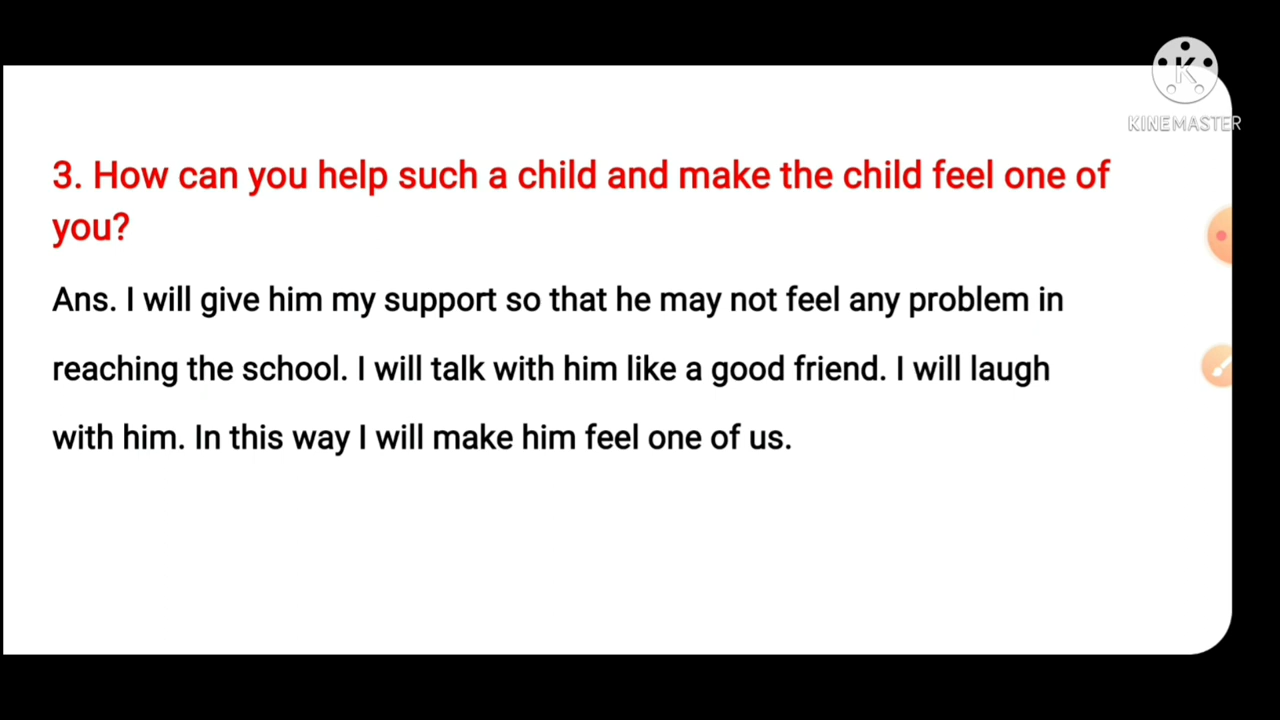 KINEMASTER
3. How can you help such a child and make the child feel one of
you?
Ans. I will give him my support so that he may not feel any problem in
reaching the school. I will talk with him like a good friend. I will laugh
with him. In this way I will make him feel one of us.